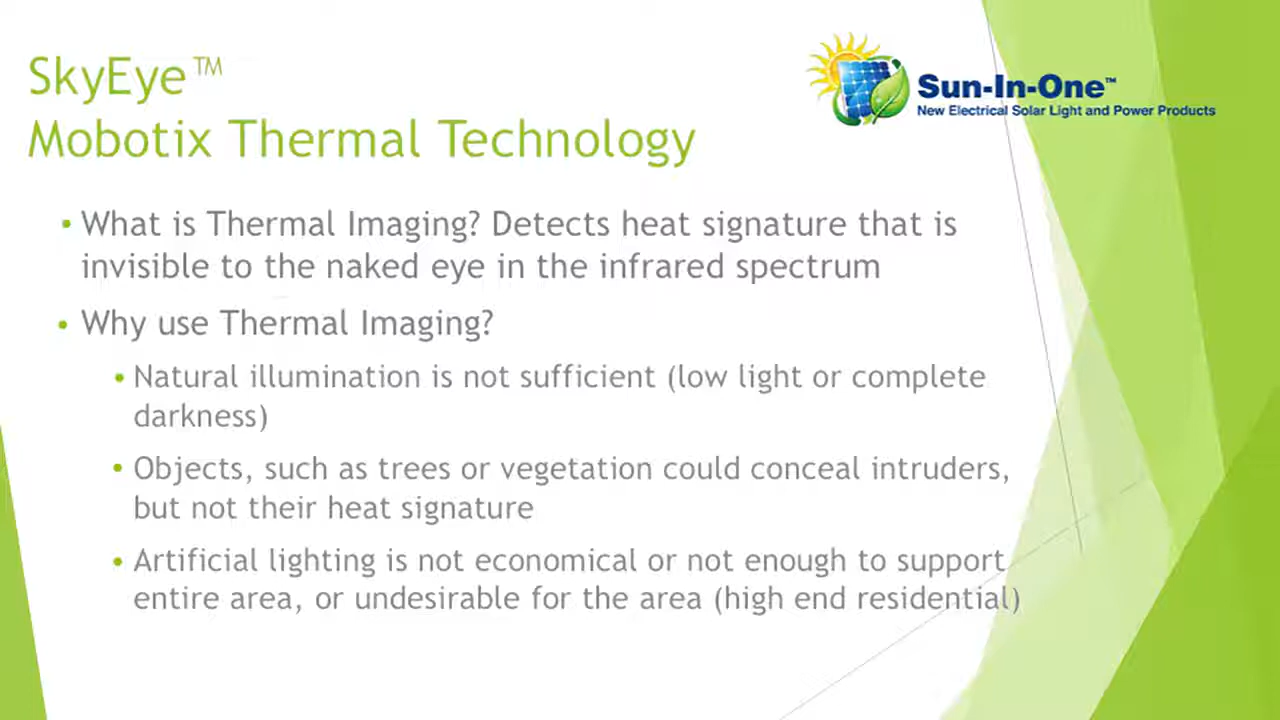 SkyEye™
Mobotix Thermal Technology
Sun-In-One™
New Electrical Solar Light and Power Products
• What is Thermal Imaging? Detects heat signature that is
invisible to the naked eye in the infrared spectrum
• Why use Thermal Imaging?
• Natural illumination is not sufficient (low light or complete
darkness)
• Objects, such as trees or vegetation could conceal intruders,
but not their heat signature
• Artificial lighting is not economical or not enough to support
entire area, or undesirable for the area (high end residential)